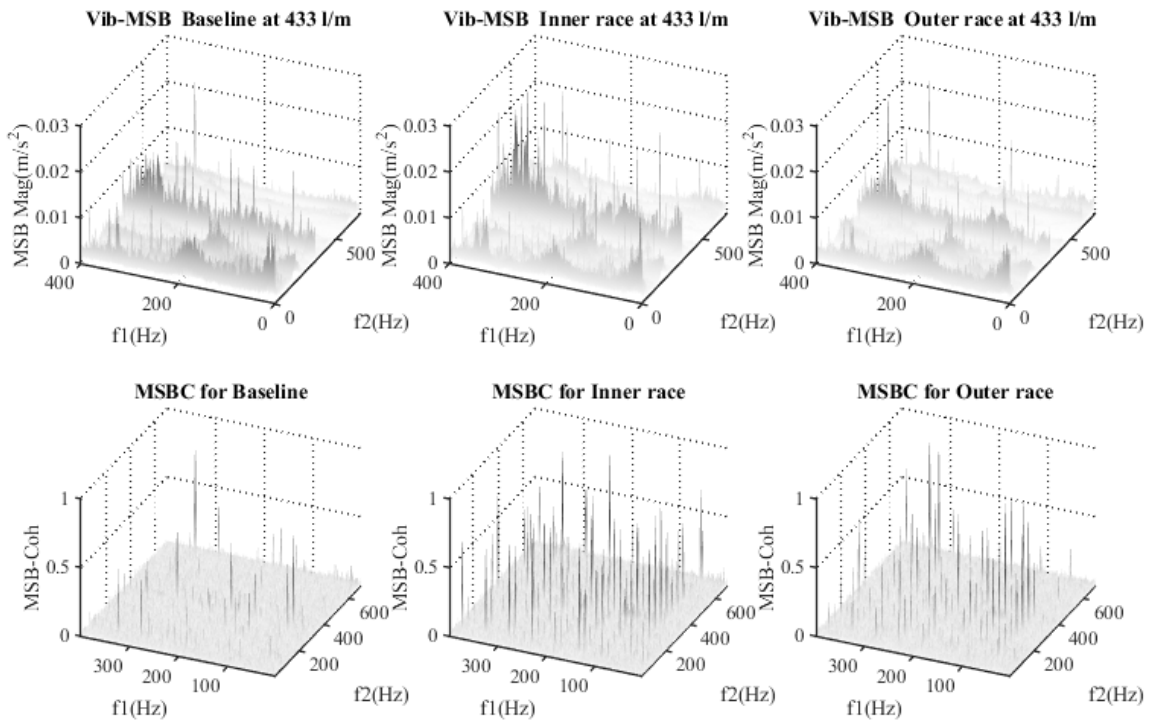 Vib-MSB Baseline at 433 l/m
Vib-MSB Inner race at 433 l/m
Vib-MSB Outer race at 433 l/m
MSB Mag(m/s²)
0.03
0.02
0.01
0
400
200
0
f1(Hz)
0
500
f2(Hz)
MSB Mag(m/s²)
0.03
0.02
0.01
0
400
200
0
f1(Hz)
0
500
f2(Hz)
MSB Mag(m/s²)
0.03
0.02
0.01
0
400
200
0
f1(Hz)
0
500
f2(Hz)
MSBC for Baseline
MSBC for Inner race
MSBC for Outer race
MSB-Coh
1
0.5
0
300
200
100
f1(Hz)
200
400
600
f2(Hz)
MSB-Coh
1
0.5
0
300
200
100
f1(Hz)
200
400
600
f2(Hz)
MSB-Coh
1
0.5
0
300
200
100
f1(Hz)
200
400
600
f2(Hz)